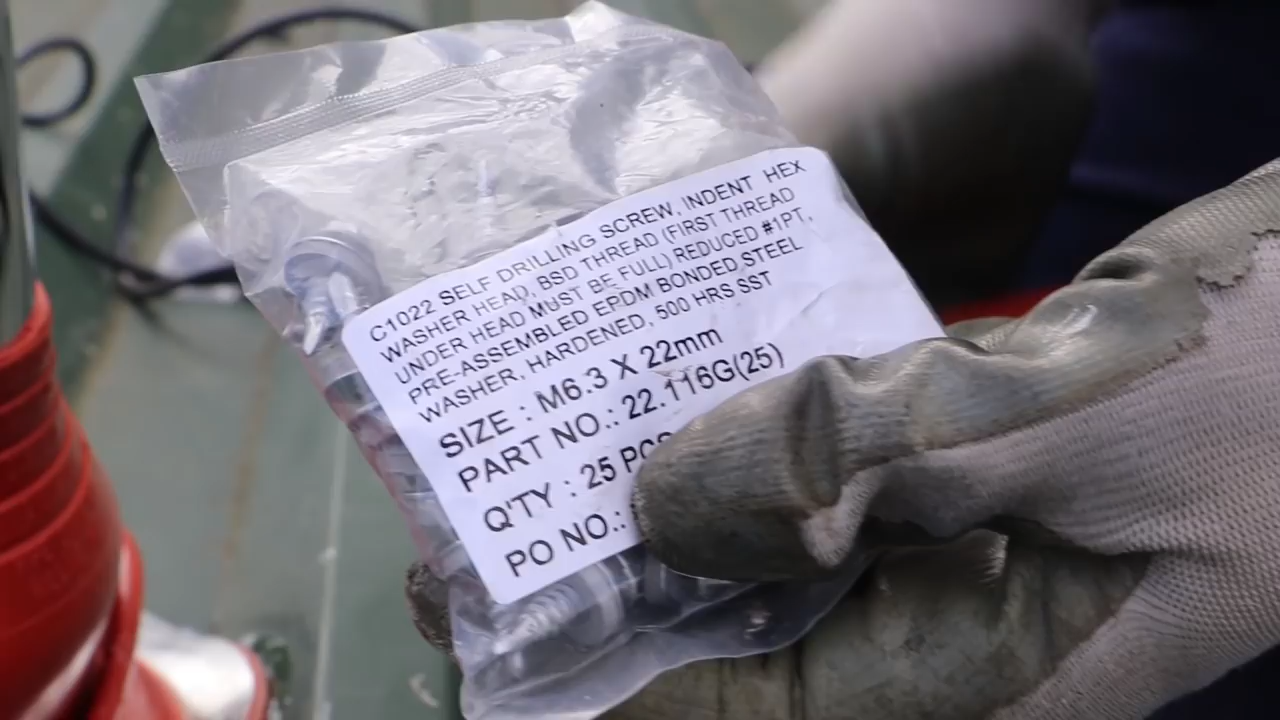 C1022 SELF DRILLING SCREW, INDENT HEX
WASHER HEAD, BSD THREAD (FIRST THREAD
UNDER HEAD MUST BE FULL) REDUCED #1PT,
PRE-ASSEMBLED EPDM BONDED STEEL
WASHER, HARDENED, 500 HRS SST
SIZE : M6.3 X 22mm
PART NO.: 22.116G(25)
Q'TY : 25
PO NO.: